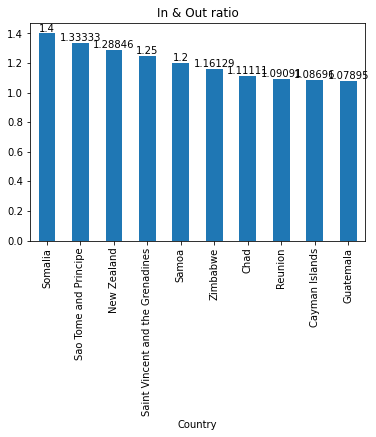 In & Out ratio
1.4
1.33333
1.28846
1.25
1.2
1.16129
1.11111
1.09091
1.08696
1.07895
1.4
1.2
1.0
0.8
0.6
0.4
0.2
0.0
Somalia
Sao Tome and Principe
New Zealand
Saint Vincent and the Grenadines
Samoa
Zimbabwe
Chad
Reunion
Cayman Islands
Guatemala
Country